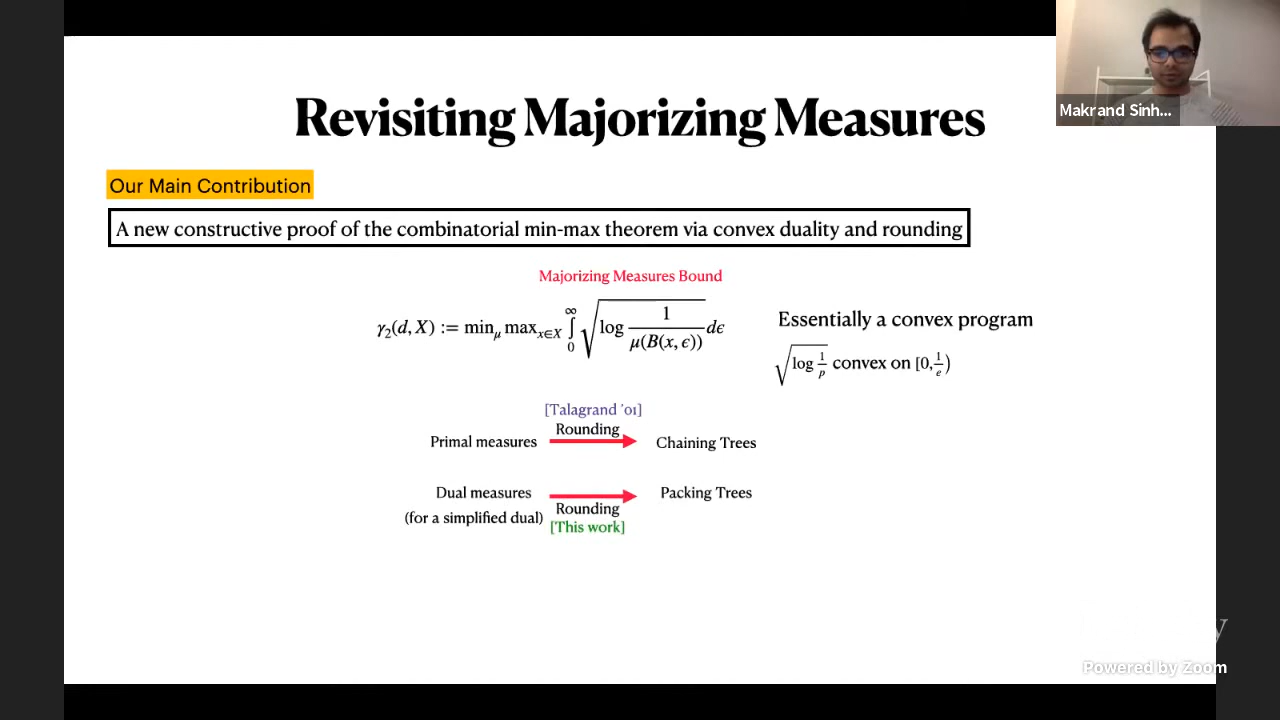 Makrand Sinh...
Revisiting Majorizing Measures
Our Main Contribution
A new constructive proof of the combinatorial min-max theorem via convex duality and rounding
Majorizing Measures Bound
γ₂(d, X) := min_μ max_{x∈X} ∫₀^∞ √(log 1/μ(B(x, ϵ))) dϵ
Essentially a convex program
√(log 1/p) convex on [0,1/e)
[Talagrand '01]
Rounding
Primal measures
Chaining Trees
Dual measures
Packing Trees
(for a simplified dual)
Rounding
[This work]
y
Powered by Zoom